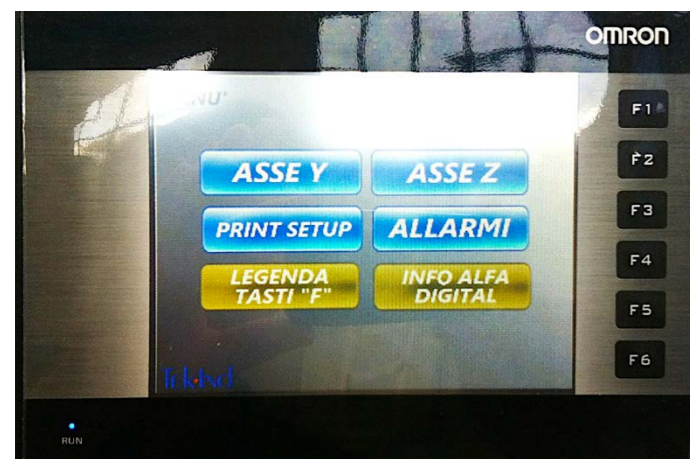 OMRON
F1
F2
F3
F4
F5
F6
ASSE Y
ASSE Z
PRINT SETUP
ALLARMI
LEGENDA
TASTI "F"
INFO ALFA
DIGITAL
RUN